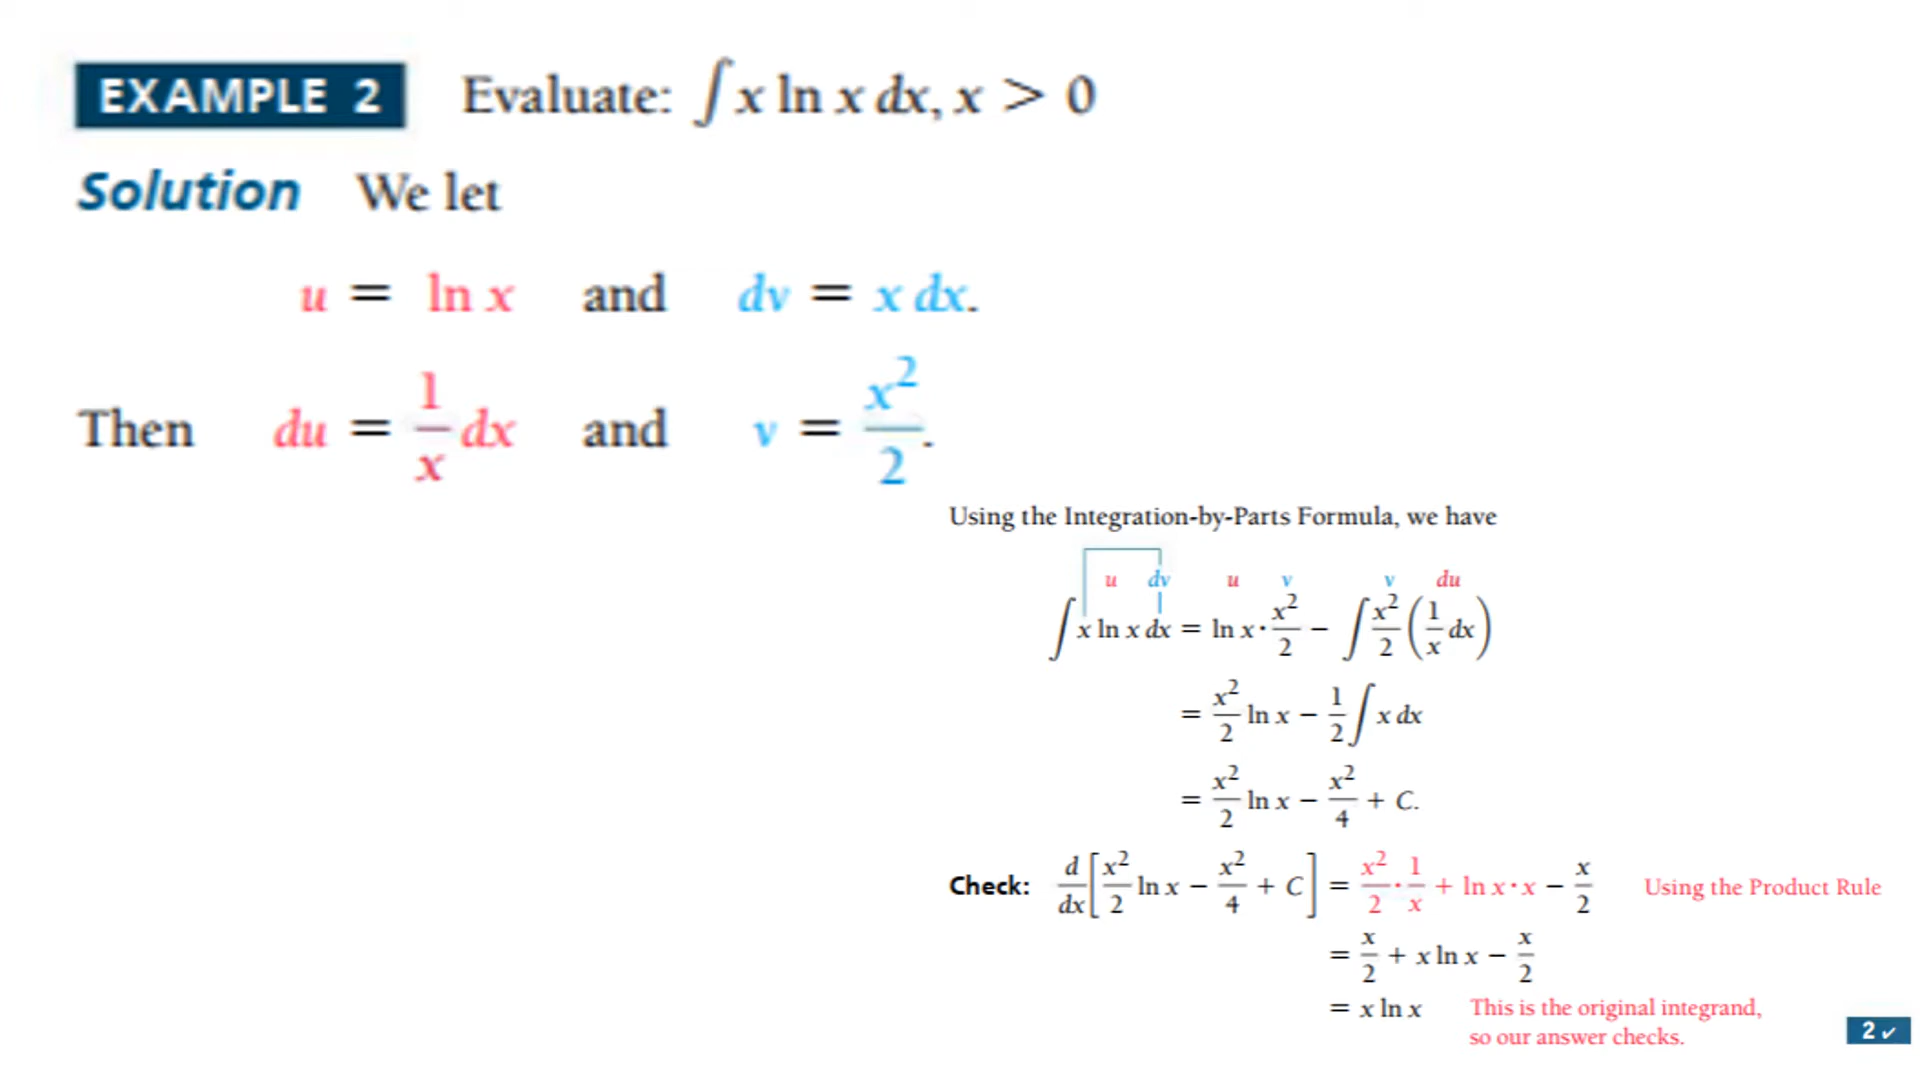 EXAMPLE 2 Evaluate: ∫ x ln x dx, x > 0
Solution We let
u = ln x and dv = x dx.
Then du = 1/x dx and v = x²/2.
Using the Integration-by-Parts Formula, we have
u dv u v v du
∫ x ln x dx = ln x · x²/2 − ∫ x²/2 (1/x dx)
= x²/2 ln x − 1/2 ∫ x dx
= x²/2 ln x − x²/4 + C.
Check: d/dx [x²/2 ln x − x²/4 + C] = x²/2 · 1/x + ln x · x − x/2 Using the Product Rule
= x/2 + x ln x − x/2
= x ln x This is the original integrand,
so our answer checks.
2 ✓